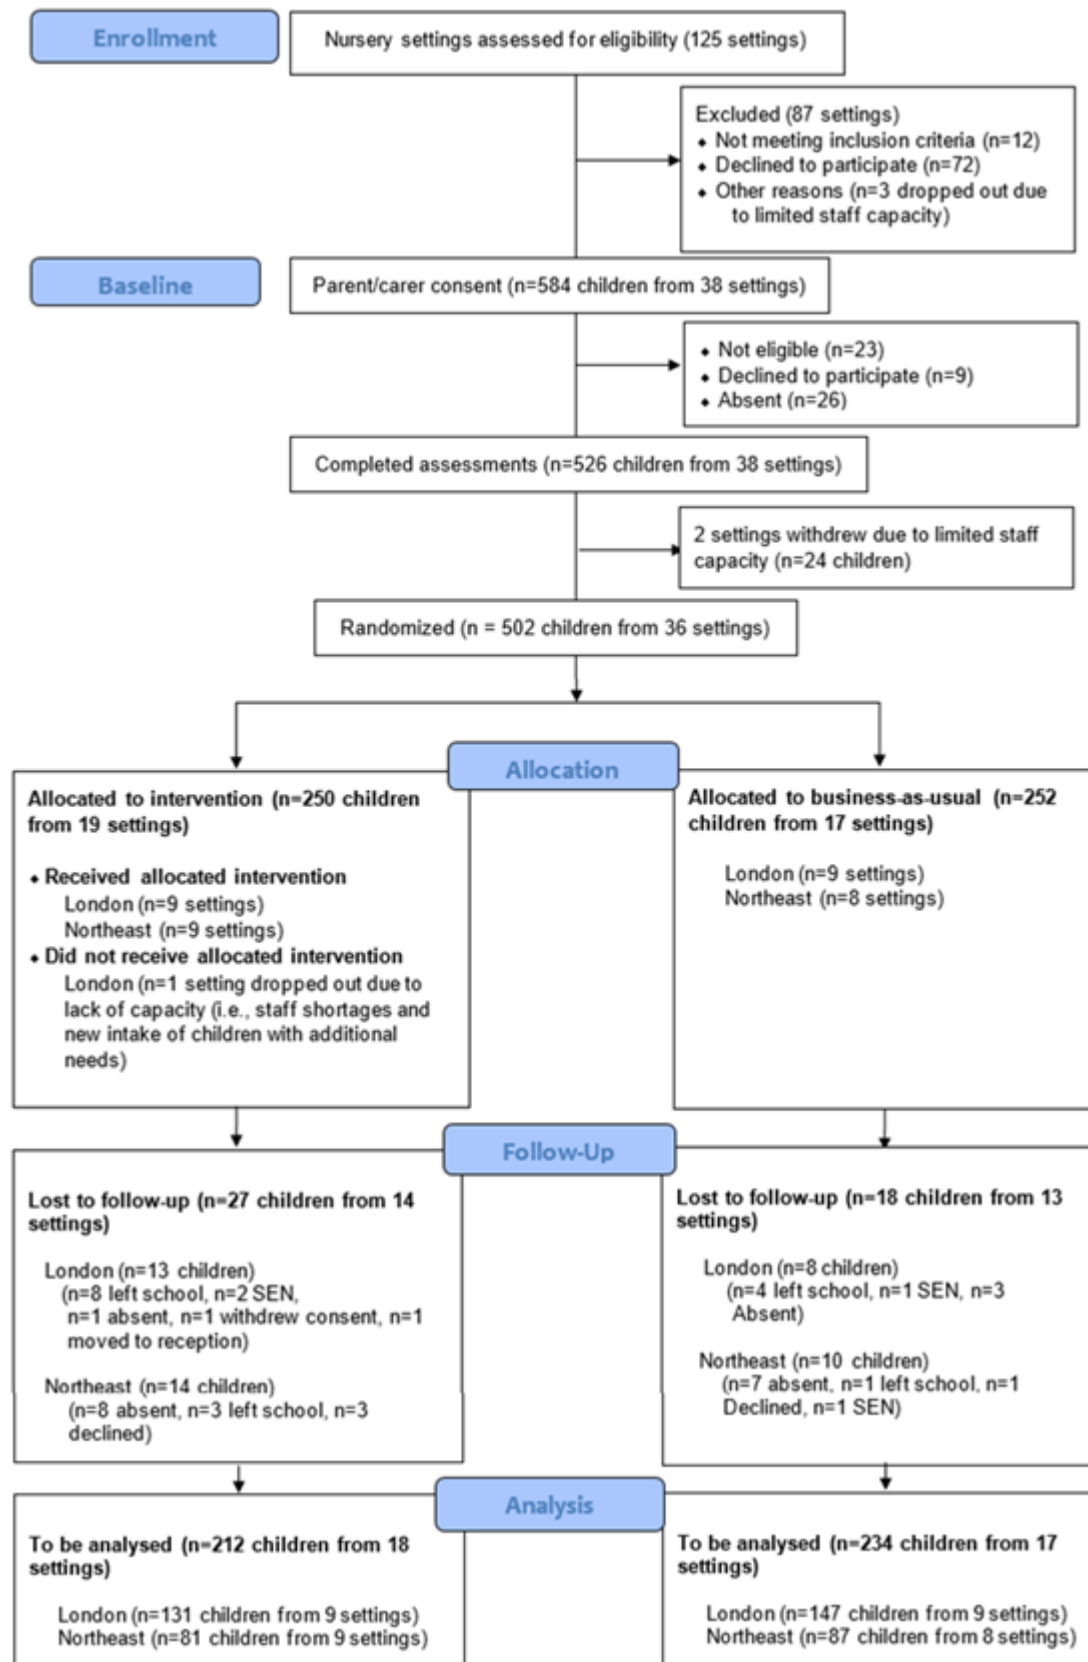 Enrollment
Nursery settings assessed for eligibility (125 settings)
Excluded (87 settings)
◆ Not meeting inclusion criteria (n=12)
◆ Declined to participate (n=72)
◆ Other reasons (n=3 dropped out due
to limited staff capacity)
Baseline
Parent/carer consent (n=584 children from 38 settings)
◆ Not eligible (n=23)
◆ Declined to participate (n=9)
◆ Absent (n=26)
Completed assessments (n=526 children from 38 settings)
2 settings withdrew due to limited staff
capacity (n=24 children)
Randomized (n = 502 children from 36 settings)
Allocation
Allocated to intervention (n=250 children
from 19 settings)
◆ Received allocated intervention
London (n=9 settings)
Northeast (n=9 settings)
◆ Did not receive allocated intervention
London (n=1 setting dropped out due to
lack of capacity (i.e., staff shortages and
new intake of children with additional
needs)
Allocated to business-as-usual (n=252
children from 17 settings)
London (n=9 settings)
Northeast (n=8 settings)
Follow-Up
Lost to follow-up (n=27 children from 14
settings)
London (n=13 children)
(n=8 left school, n=2 SEN,
n=1 absent, n=1 withdrew consent, n=1
moved to reception)
Northeast (n=14 children)
(n=8 absent, n=3 left school, n=3
declined)
Lost to follow-up (n=18 children from 13
settings)
London (n=8 children)
(n=4 left school, n=1 SEN, n=3
Absent)
Northeast (n=10 children)
(n=7 absent, n=1 left school, n=1
Declined, n=1 SEN)
Analysis
To be analysed (n=212 children from 18
settings)
London (n=131 children from 9 settings)
Northeast (n=81 children from 9 settings)
To be analysed (n=234 children from 17
settings)
London (n=147 children from 9 settings)
Northeast (n=87 children from 8 settings)